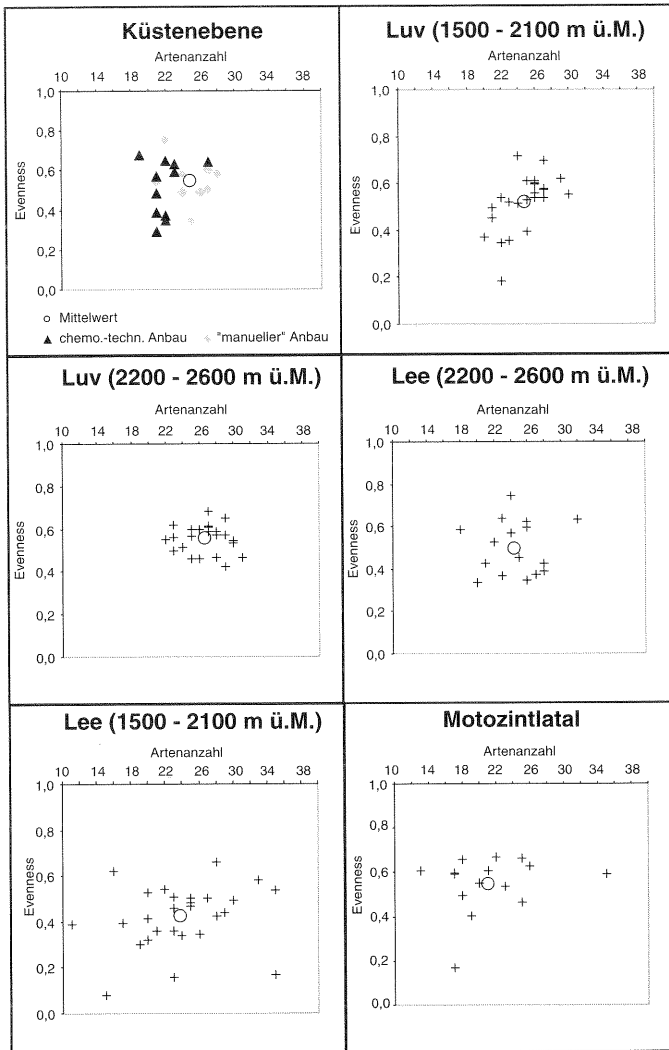 Küstenebene
Artenanzahl
10 14 18 22 26 30 34 38
Evenness
1,0
0,8
0,6
0,4
0,2
0,0
○ Mittelwert
▲ chemo.-techn. Anbau "manueller" Anbau
Luv (1500 - 2100 m ü.M.)
Artenanzahl
10 14 18 22 26 30 34 38
Evenness
1,0
0,8
0,6
0,4
0,2
0,0
Luv (2200 - 2600 m ü.M.)
Artenanzahl
10 14 18 22 26 30 34 38
Evenness
1,0
0,8
0,6
0,4
0,2
0,0
Lee (2200 - 2600 m ü.M.)
Artenanzahl
10 14 18 22 26 30 34 38
Evenness
1,0
0,8
0,6
0,4
0,2
0,0
Lee (1500 - 2100 m ü.M.)
Artenanzahl
10 14 18 22 26 30 34 38
Evenness
1,0
0,8
0,6
0,4
0,2
0,0
Motozintlatal
Artenanzahl
10 14 18 22 26 30 34 38
Evenness
1,0
0,8
0,6
0,4
0,2
0,0